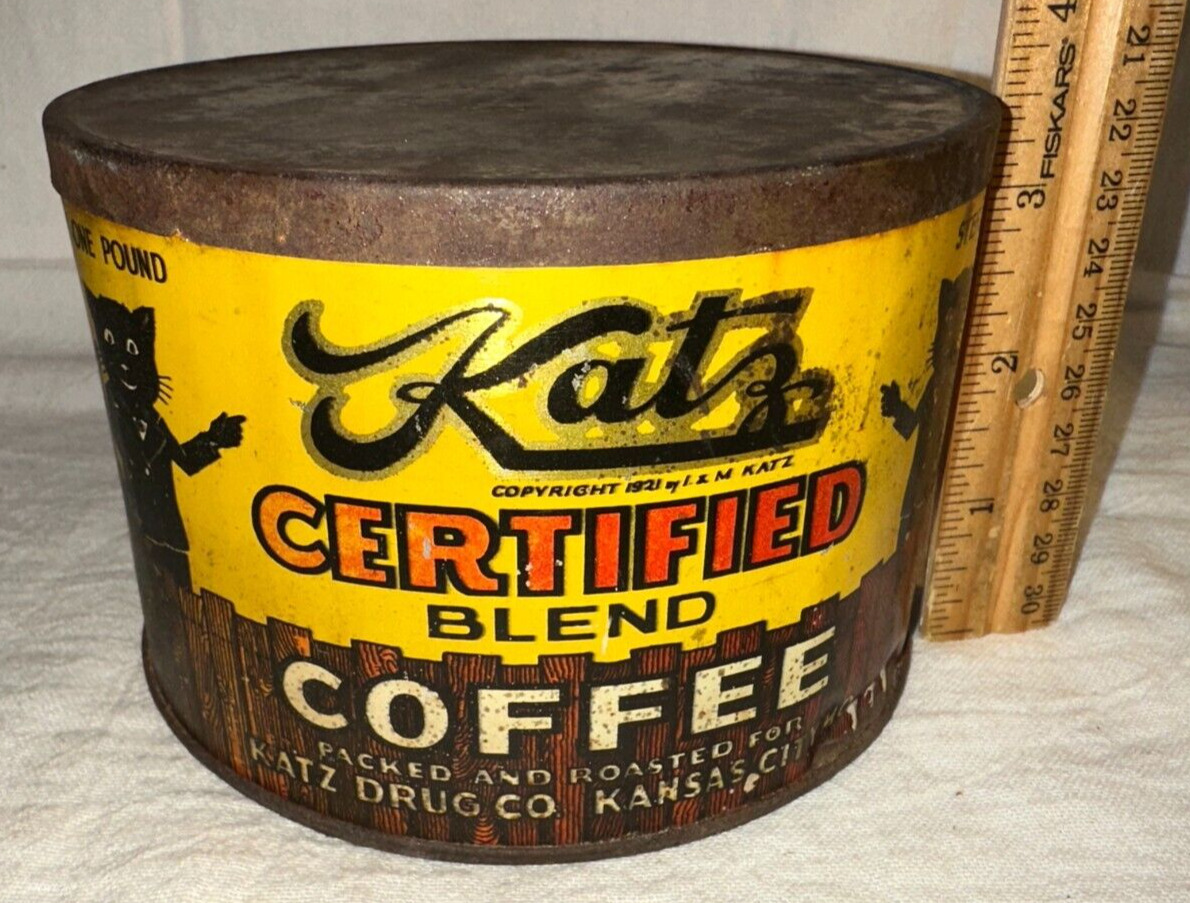 ONE POUND
Katz
COPYRIGHT 1921 by I. & M KATZ
CERTIFIED
BLEND
COFFEE
PACKED AND ROASTED FOR
KATZ DRUG CO. KANSAS CITY
FISKARS
4
3
2
1
21
22
23
24
25
26
27
28
29
30